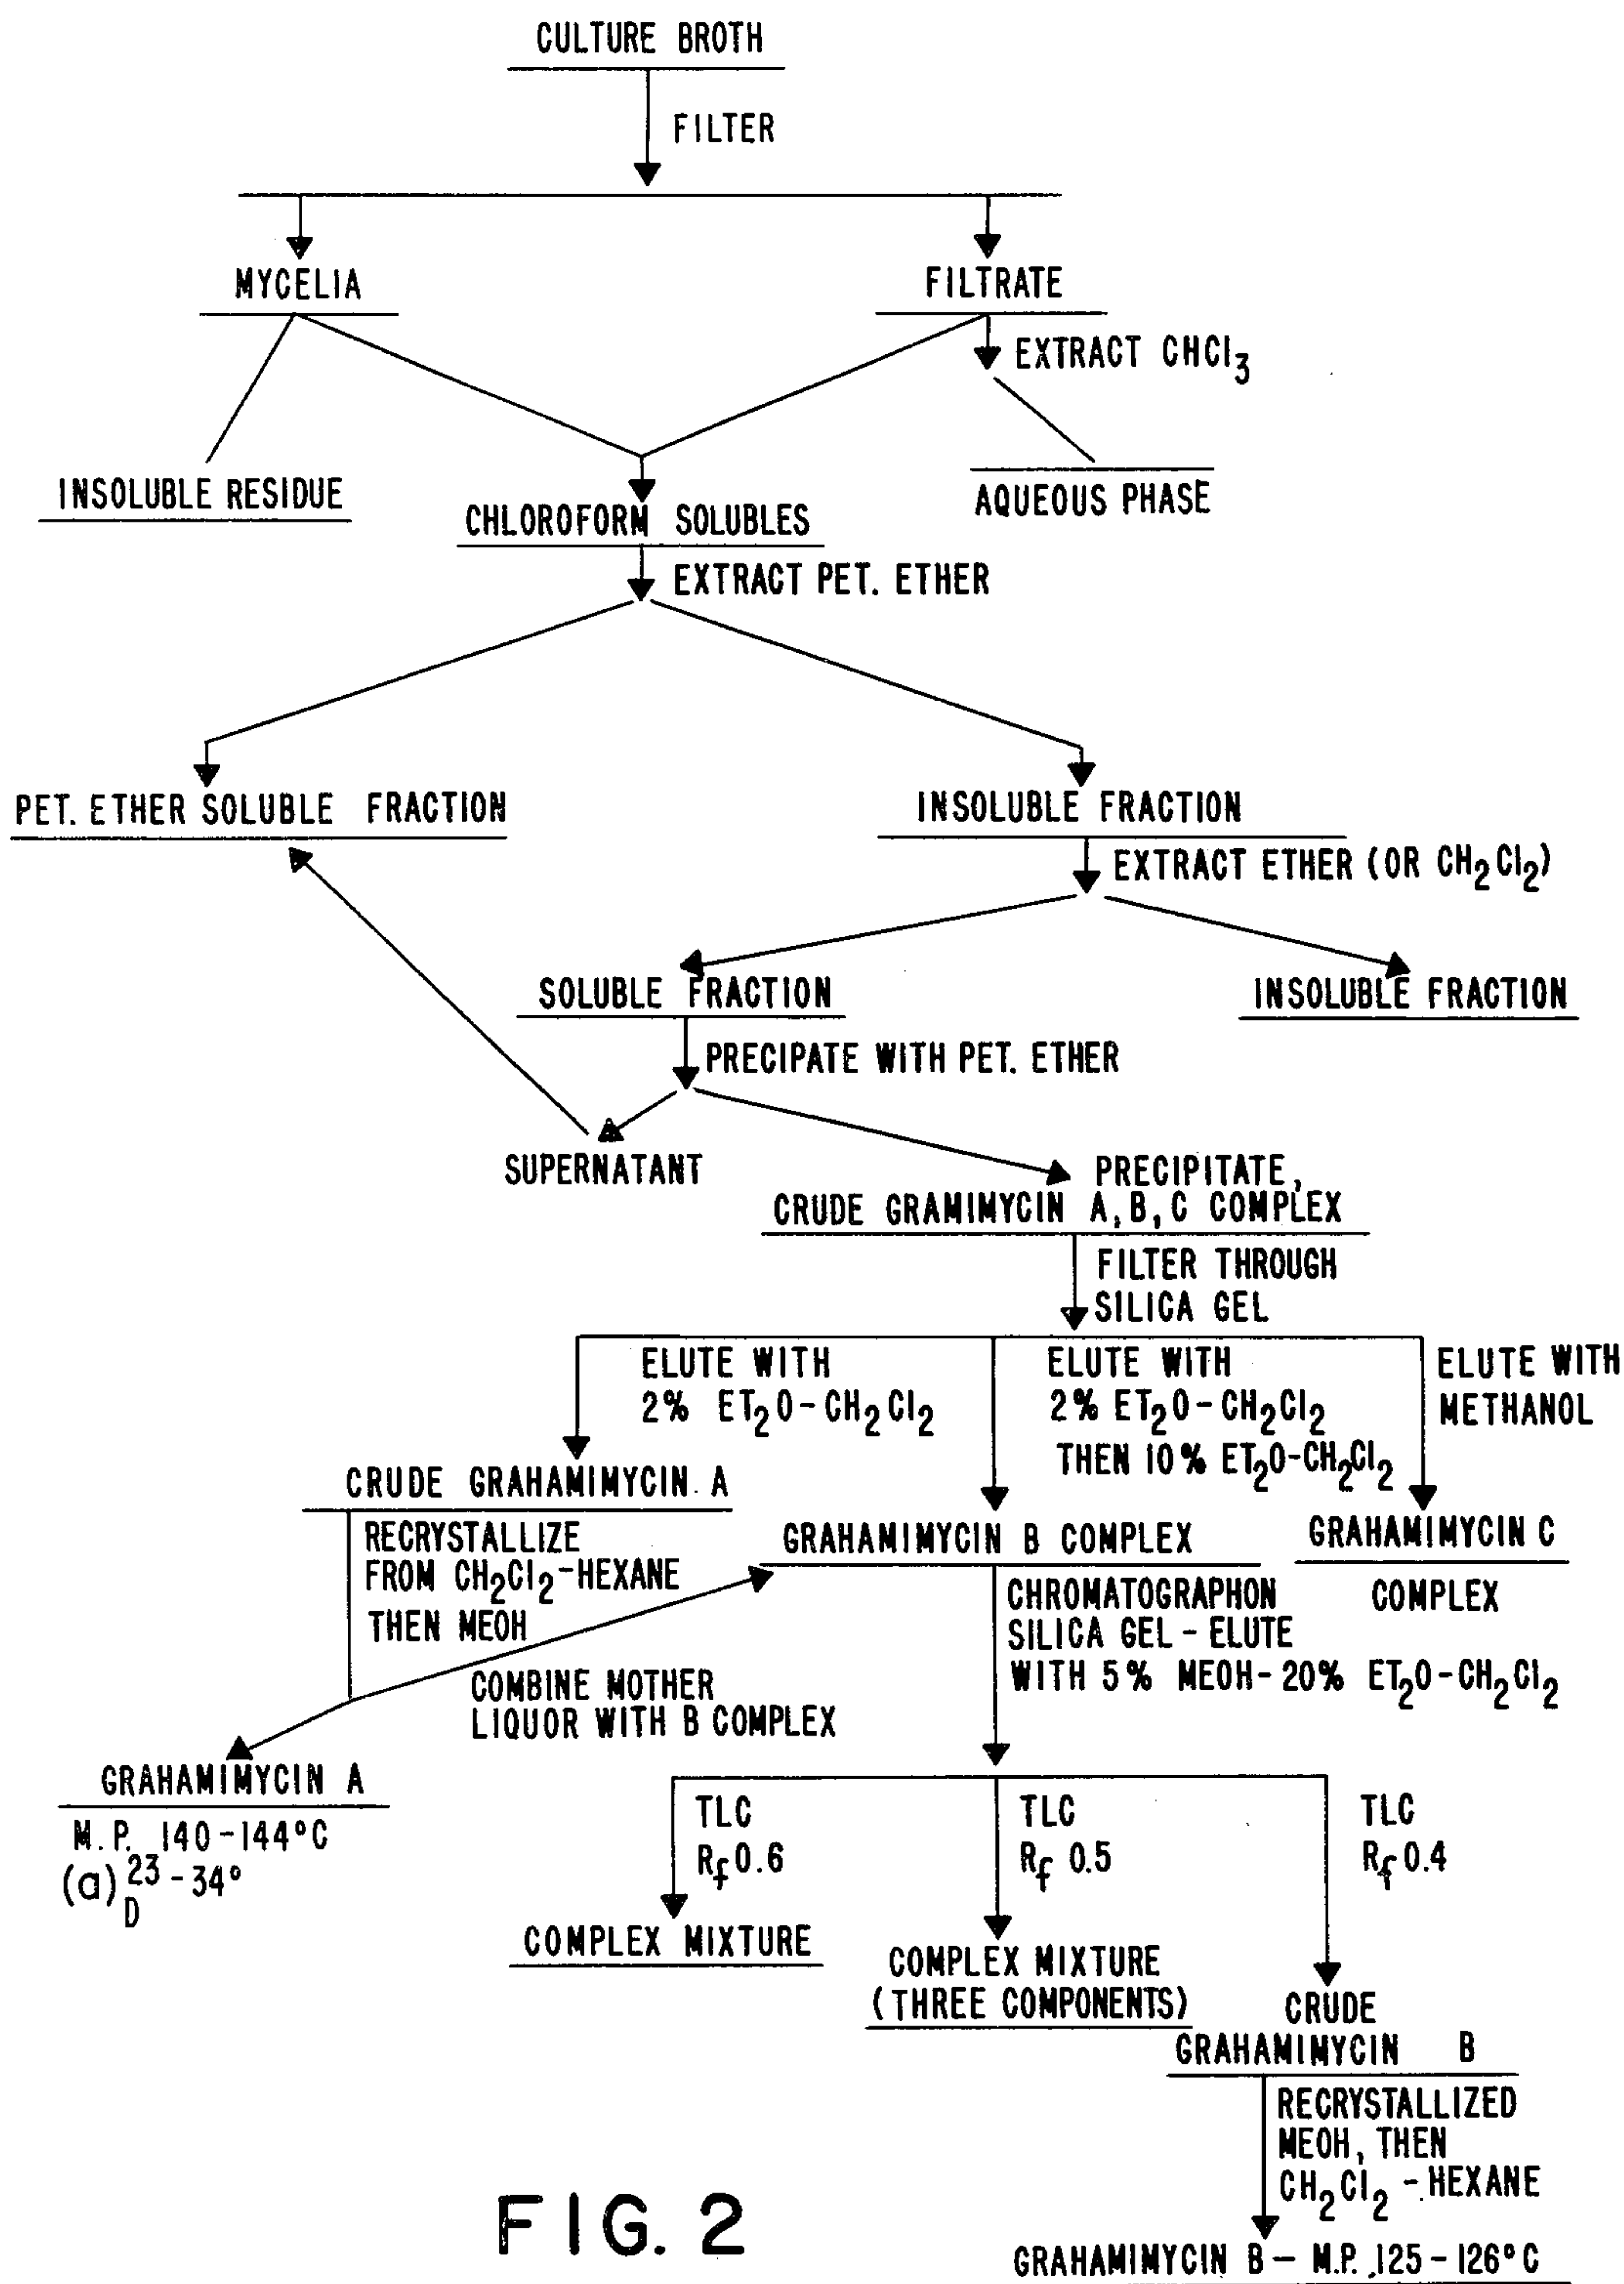 CULTURE BROTH
FILTER
MYCELIA
FILTRATE
EXTRACT CHCl3
INSOLUBLE RESIDUE
AQUEOUS PHASE
CHLOROFORM SOLUBLES
EXTRACT PET. ETHER
PET. ETHER SOLUBLE FRACTION
INSOLUBLE FRACTION
EXTRACT ETHER (OR CH2Cl2)
SOLUBLE FRACTION
INSOLUBLE FRACTION
PRECIPATE WITH PET. ETHER
SUPERNATANT
PRECIPITATE,
CRUDE GRAMIMYCIN A, B, C COMPLEX
FILTER THROUGH
SILICA GEL
ELUTE WITH
2% ET2O-CH2Cl2
ELUTE WITH
2% ET2O-CH2Cl2
THEN 10% ET2O-CH2Cl2
ELUTE WITH
METHANOL
CRUDE GRAHAMIMYCIN A
RECRYSTALLIZE
FROM CH2Cl2-HEXANE
THEN MEOH
GRAHAMIMYCIN B COMPLEX
GRAHAMIMYCIN C
COMPLEX
CHROMATOGRAPHON
SILICA GEL - ELUTE
WITH 5% MEOH-20% ET2O-CH2Cl2
COMBINE MOTHER
LIQUOR WITH B COMPLEX
GRAHAMIMYCIN A
M.P. 140-144°C
(a)23D -34°
TLC
Rf 0.6
TLC
Rf 0.5
TLC
Rf 0.4
COMPLEX MIXTURE
COMPLEX MIXTURE
(THREE COMPONENTS)
CRUDE
GRAHAMIMYCIN B
RECRYSTALLIZED
MEOH, THEN
CH2Cl2-HEXANE
GRAHAMIMYCIN B - M.P. 125-126°C
FIG. 2